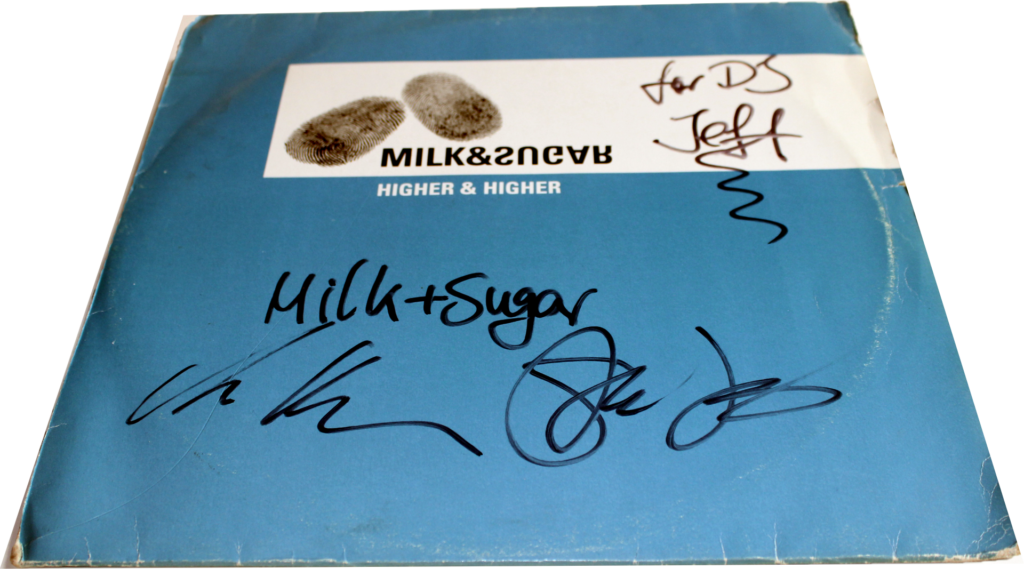 for DJ
Jeff
MILK&SUGAR
HIGHER & HIGHER
Milk+Sugar